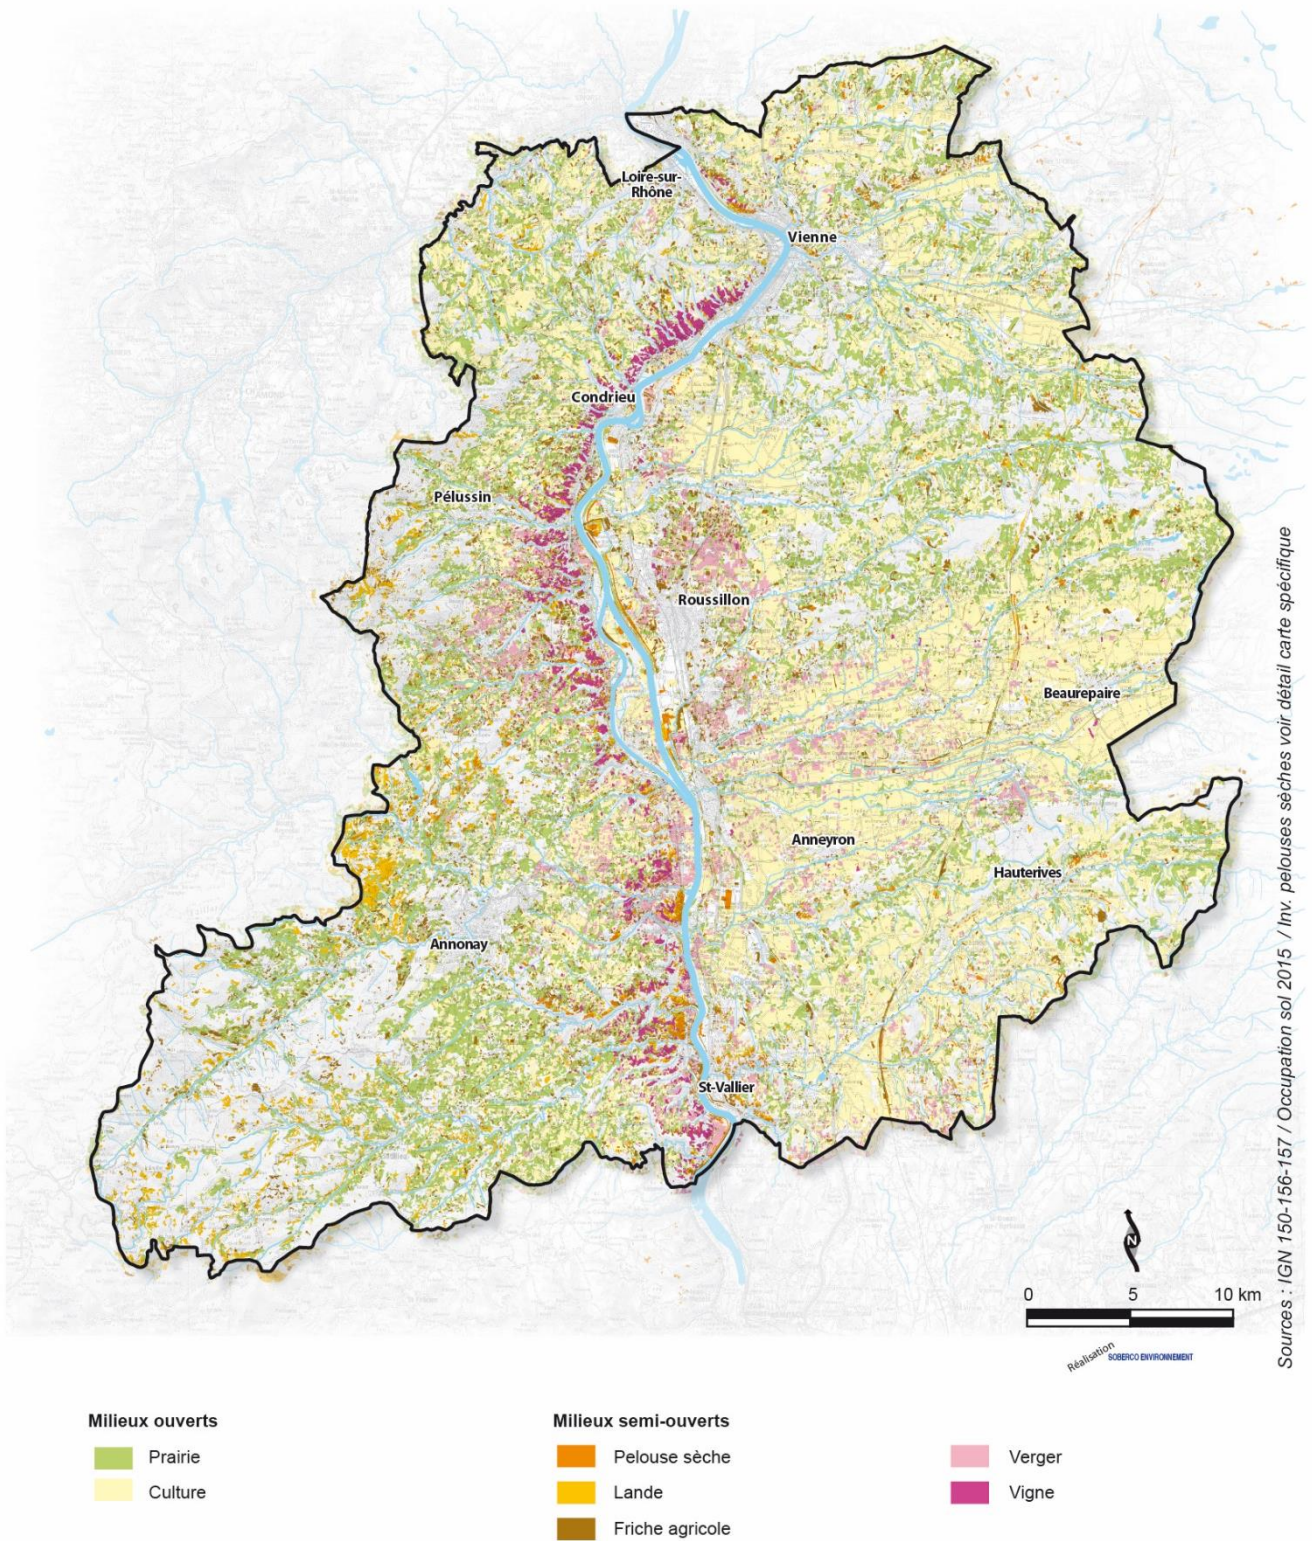 Loire-sur-
Rhône
Vienne
Condrieu
Pélussin
Roussillon
Beaurepaire
Anneyron
Hauterives
Annonay
St-Vallier
N
0 5 10 km
Réalisation
SOBERCO ENVIRONNEMENT
Sources : IGN 150-156-157 / Occupation sol 2015 / Inv. pelouses sèches voir détail carte spécifique
Milieux ouverts
Prairie
Culture
Milieux semi-ouverts
Pelouse sèche
Lande
Friche agricole
Verger
Vigne